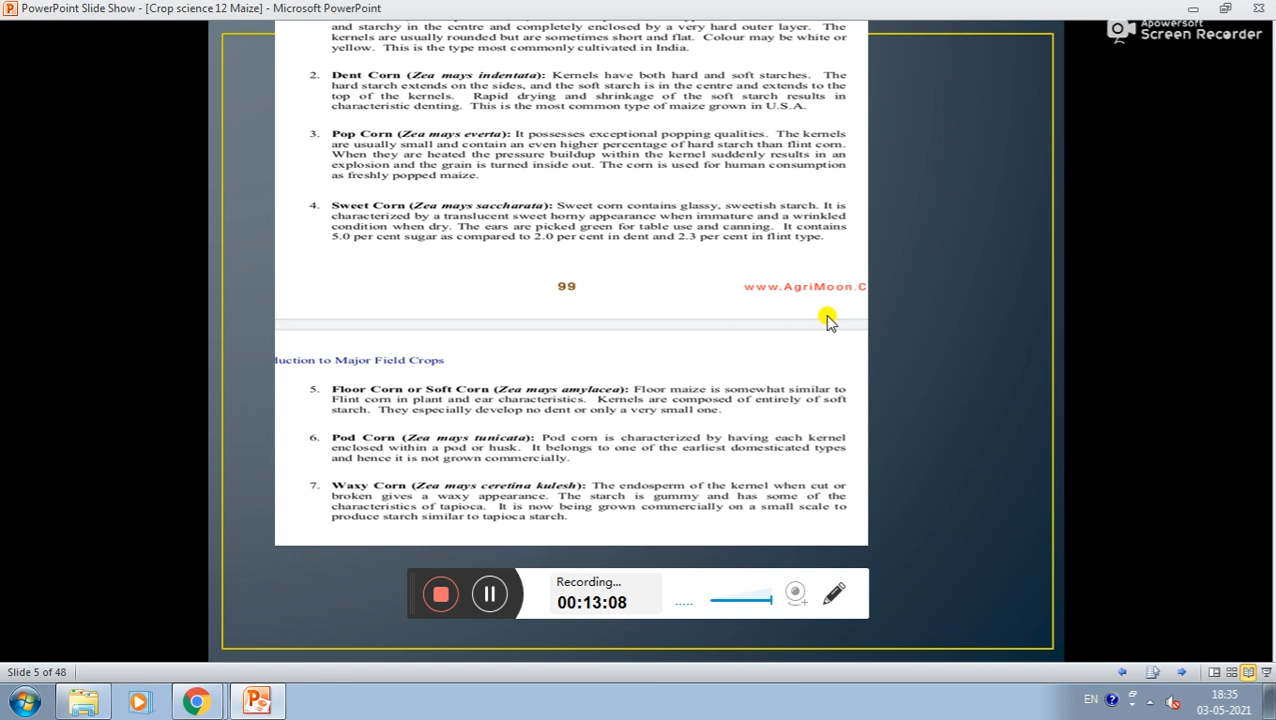 PowerPoint Slide Show - [Crop science 12 Maize] - Microsoft PowerPoint
Apowersoft
Screen Recorder
and starchy in the centre and completely enclosed by a very hard outer layer. The
kernels are usually rounded but are sometimes short and flat. Colour may be white or
yellow. This is the type most commonly cultivated in India.
2. Dent Corn (Zea mays indentata): Kernels have both hard and soft starches. The
hard starch extends on the sides, and the soft starch is in the centre and extends to the
top of the kernels. Rapid drying and shrinkage of the soft starch results in
characteristic denting. This is the most common type of maize grown in U.S.A.
3. Pop Corn (Zea mays everta): It possesses exceptional popping qualities. The kernels
are usually small and contain an even higher percentage of hard starch than flint corn.
When they are heated the pressure buildup within the kernel suddenly results in an
explosion and the grain is turned inside out. The corn is used for human consumption
as freshly popped maize.
4. Sweet Corn (Zea mays saccharata): Sweet corn contains glassy, sweetish starch. It is
characterized by a translucent sweet horny appearance when immature and a wrinkled
condition when dry. The ears are picked green for table use and canning. It contains
5.0 per cent sugar as compared to 2.0 per cent in dent and 2.3 per cent in flint type.
99
www.AgriMoon.C
duction to Major Field Crops
5. Floor Corn or Soft Corn (Zea mays amylacea): Floor maize is somewhat similar to
Flint corn in plant and ear characteristics. Kernels are composed of entirely of soft
starch. They especially develop no dent or only a very small one.
6. Pod Corn (Zea mays tunicata): Pod corn is characterized by having each kernel
enclosed within a pod or husk. It belongs to one of the earliest domesticated types
and hence it is not grown commercially.
7. Waxy Corn (Zea mays ceretina kulesh): The endosperm of the kernel when cut or
broken gives a waxy appearance. The starch is gummy and has some of the
characteristics of tapioca. It is now being grown commercially on a small scale to
produce starch similar to tapioca starch.
Recording...
00:13:08
Slide 5 of 48
EN
18:35
03-05-2021